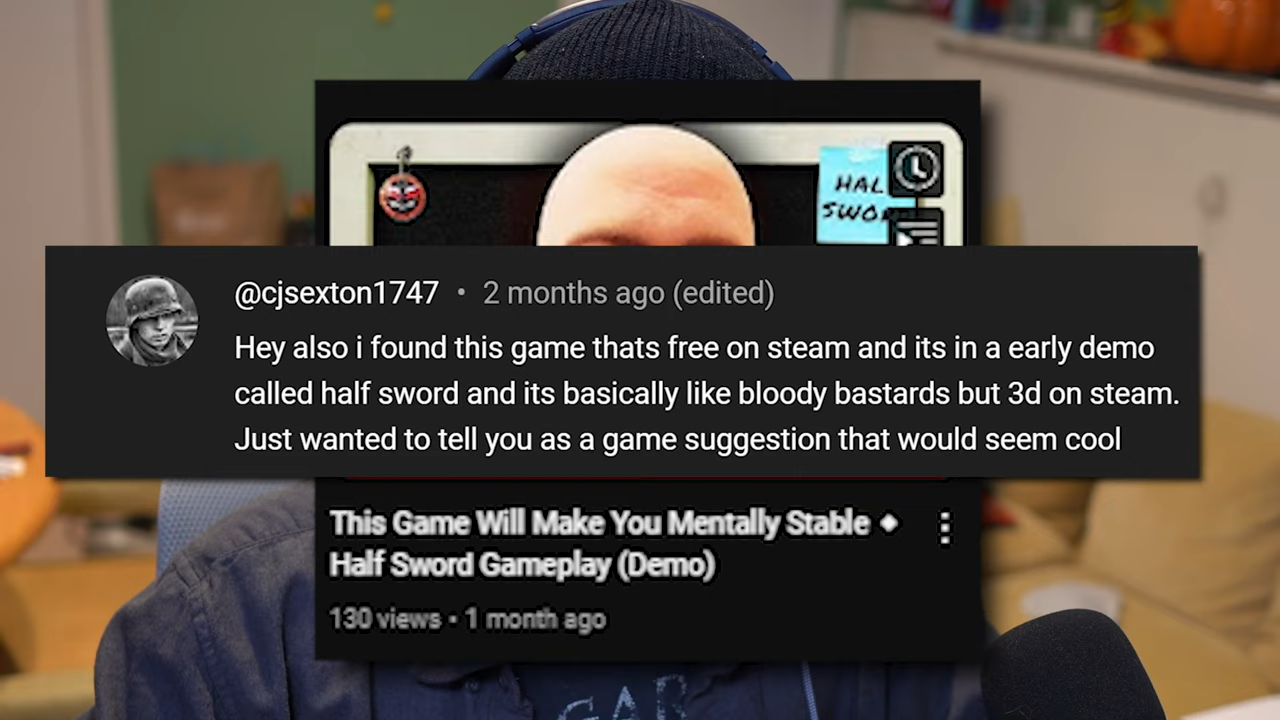 HAL
SWO
@cjsexton1747 • 2 months ago (edited)
Hey also i found this game thats free on steam and its in a early demo
called half sword and its basically like bloody bastards but 3d on steam.
Just wanted to tell you as a game suggestion that would seem cool
This Game Will Make You Mentally Stable ◆
Half Sword Gameplay (Demo)
130 views • 1 month ago
GAR